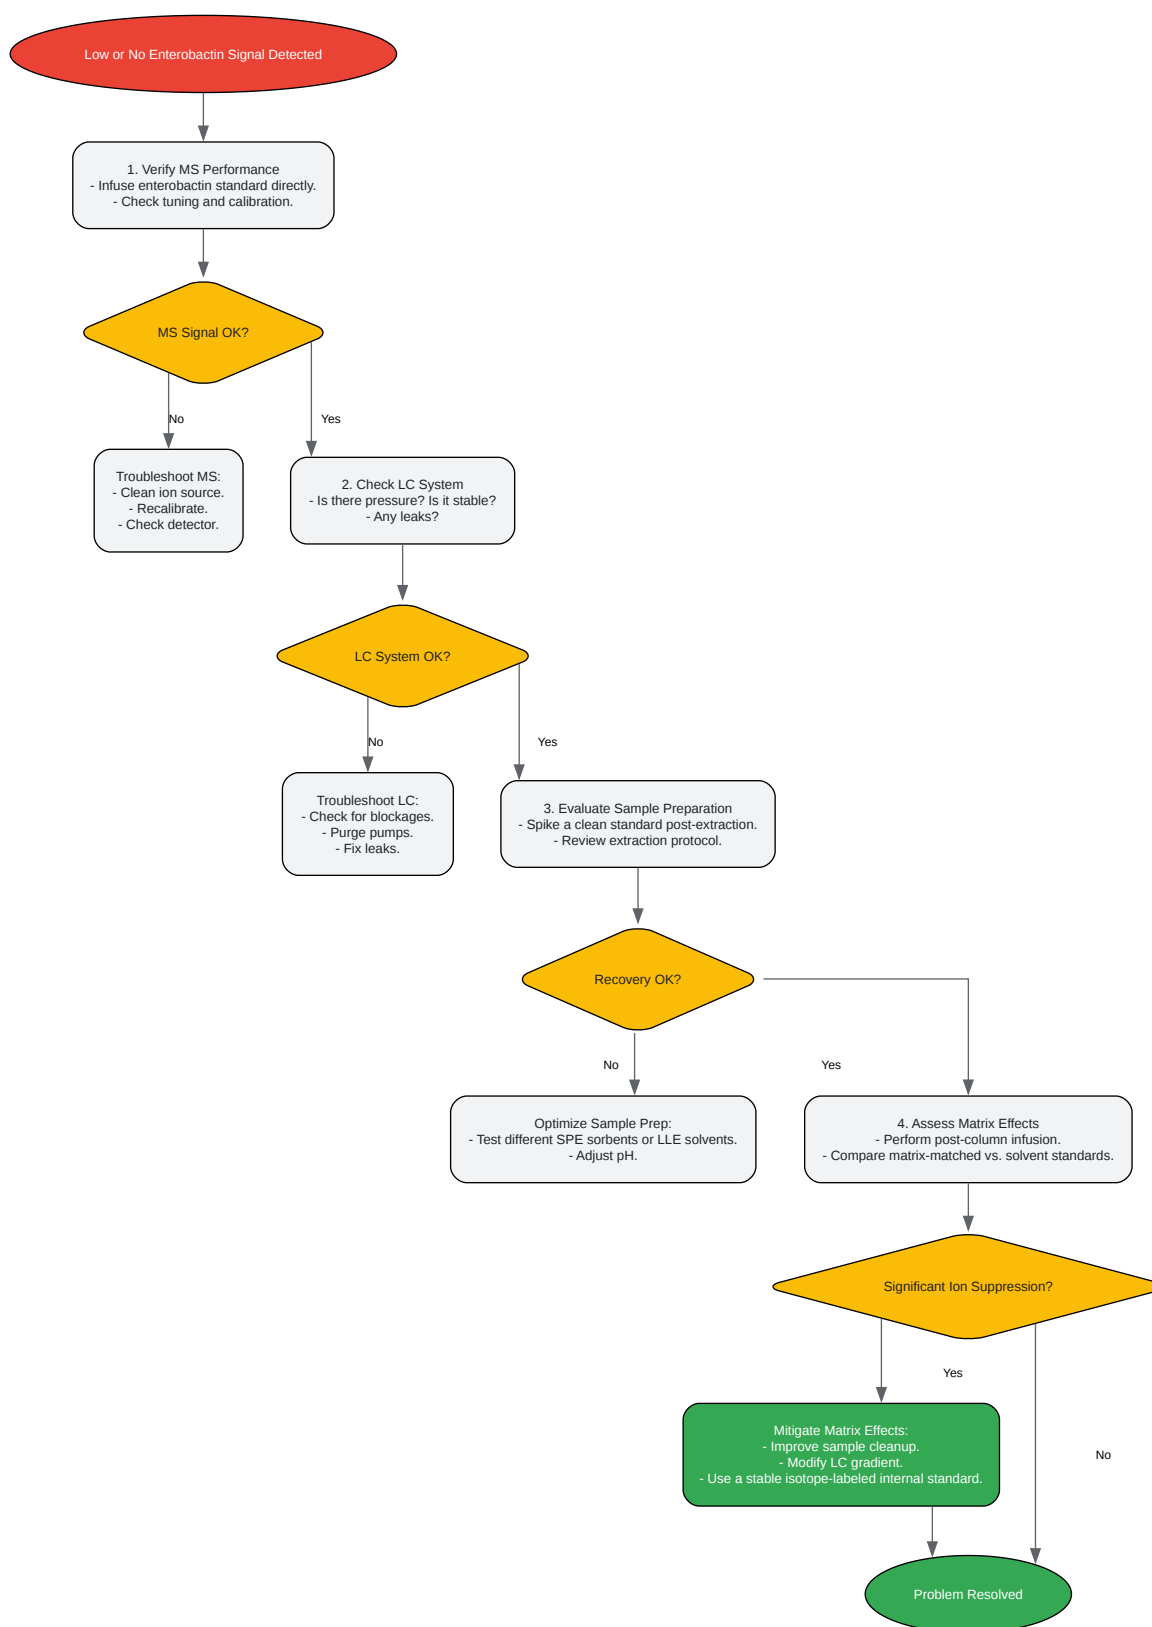 Low or No Enterobactin Signal Detected
1. Verify MS Performance
- Infuse enterobactin standard directly.
- Check tuning and calibration.
MS Signal OK?
No
Yes
Troubleshoot MS:
- Clean ion source.
- Recalibrate.
- Check detector.
2. Check LC System
- Is there pressure? Is it stable?
- Any leaks?
LC System OK?
No
Yes
Troubleshoot LC:
- Check for blockages.
- Purge pumps.
- Fix leaks.
3. Evaluate Sample Preparation
- Spike a clean standard post-extraction.
- Review extraction protocol.
Recovery OK?
No
Yes
Optimize Sample Prep:
- Test different SPE sorbents or LLE solvents.
- Adjust pH.
4. Assess Matrix Effects
- Perform post-column infusion.
- Compare matrix-matched vs. solvent standards.
Significant Ion Suppression?
Yes
No
Mitigate Matrix Effects:
- Improve sample cleanup.
- Modify LC gradient.
- Use a stable isotope-labeled internal standard.
Problem Resolved